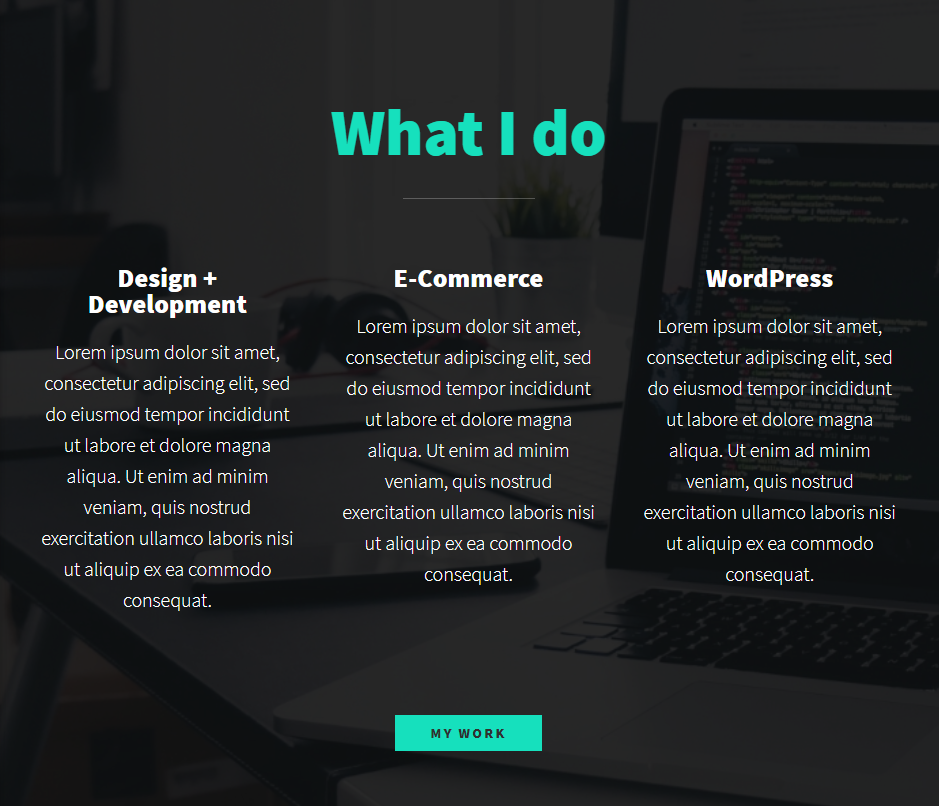 What I do
Design +
Development
Lorem ipsum dolor sit amet,
consectetur adipiscing elit, sed
do eiusmod tempor incididunt
ut labore et dolore magna
aliqua. Ut enim ad minim
veniam, quis nostrud
exercitation ullamco laboris nisi
ut aliquip ex ea commodo
consequat.
E-Commerce
Lorem ipsum dolor sit amet,
consectetur adipiscing elit, sed
do eiusmod tempor incididunt
ut labore et dolore magna
aliqua. Ut enim ad minim
veniam, quis nostrud
exercitation ullamco laboris nisi
ut aliquip ex ea commodo
consequat.
WordPress
Lorem ipsum dolor sit amet,
consectetur adipiscing elit, sed
do eiusmod tempor incididunt
ut labore et dolore magna
aliqua. Ut enim ad minim
veniam, quis nostrud
exercitation ullamco laboris nisi
ut aliquip ex ea commodo
consequat.
MY WORK